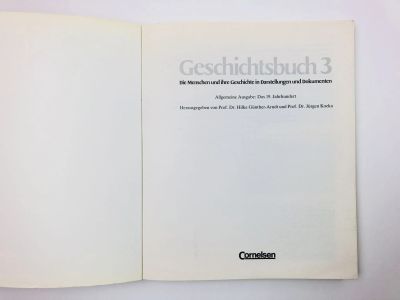 Geschichtsbuch 3
Die Menschen und ihre Geschichte in Darstellungen und Dokumenten
Allgemeine Ausgabe: Das 19. Jahrhundert
Herausgegeben von Prof. Dr. Hilke Günther-Arndt und Prof. Dr. Jürgen Kocka
Cornelsen